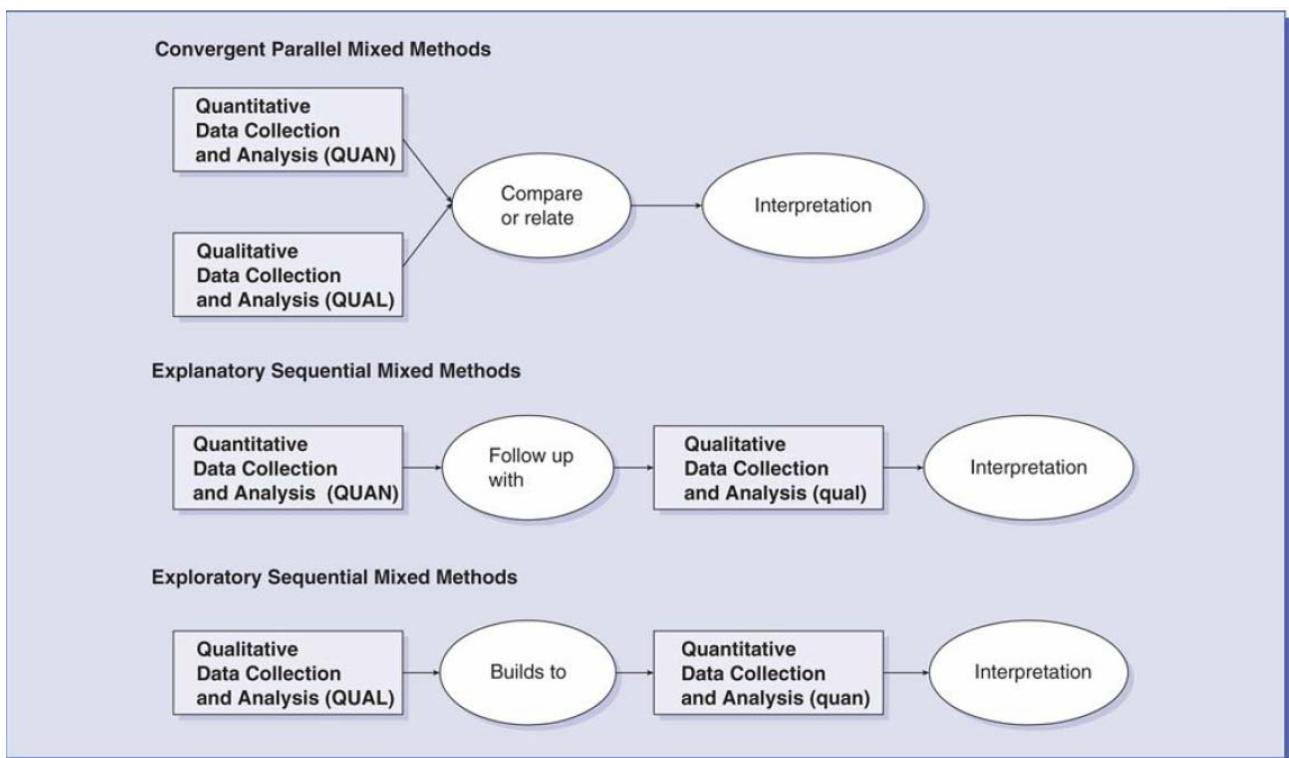 Convergent Parallel Mixed Methods
Quantitative
Data Collection
and Analysis (QUAN)
Compare
or relate
Interpretation
Qualitative
Data Collection
and Analysis (QUAL)
Explanatory Sequential Mixed Methods
Quantitative
Data Collection
and Analysis (QUAN)
Follow up
with
Qualitative
Data Collection
and Analysis (qual)
Interpretation
Exploratory Sequential Mixed Methods
Qualitative
Data Collection
and Analysis (QUAL)
Builds to
Quantitative
Data Collection
and Analysis (quan)
Interpretation